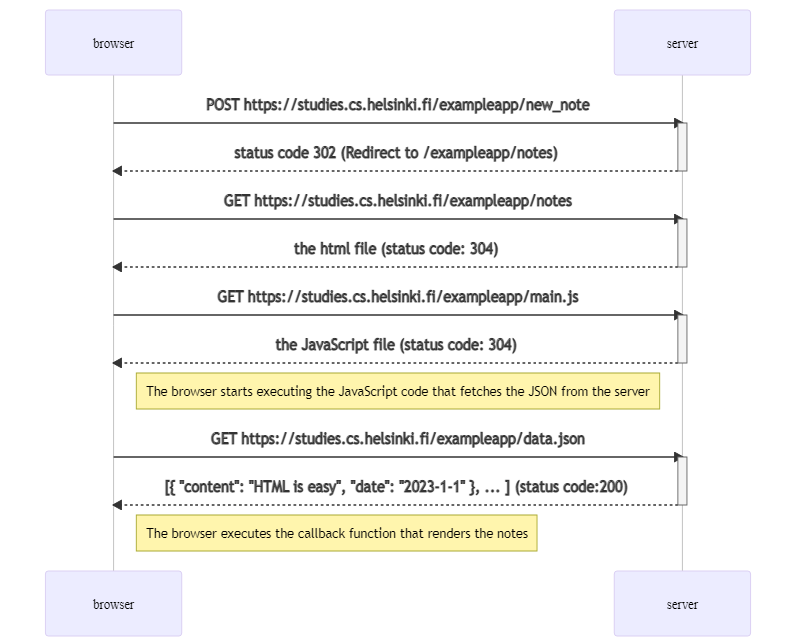 browser server
POST https://studies.cs.helsinki.fi/exampleapp/new_note
status code 302 (Redirect to /exampleapp/notes)
GET https://studies.cs.helsinki.fi/exampleapp/notes
the html file (status code: 304)
GET https://studies.cs.helsinki.fi/exampleapp/main.js
the JavaScript file (status code: 304)
The browser starts executing the JavaScript code that fetches the JSON from the server
GET https://studies.cs.helsinki.fi/exampleapp/data.json
[{ "content": "HTML is easy", "date": "2023-1-1" }, ... ] (status code:200)
The browser executes the callback function that renders the notes
browser server